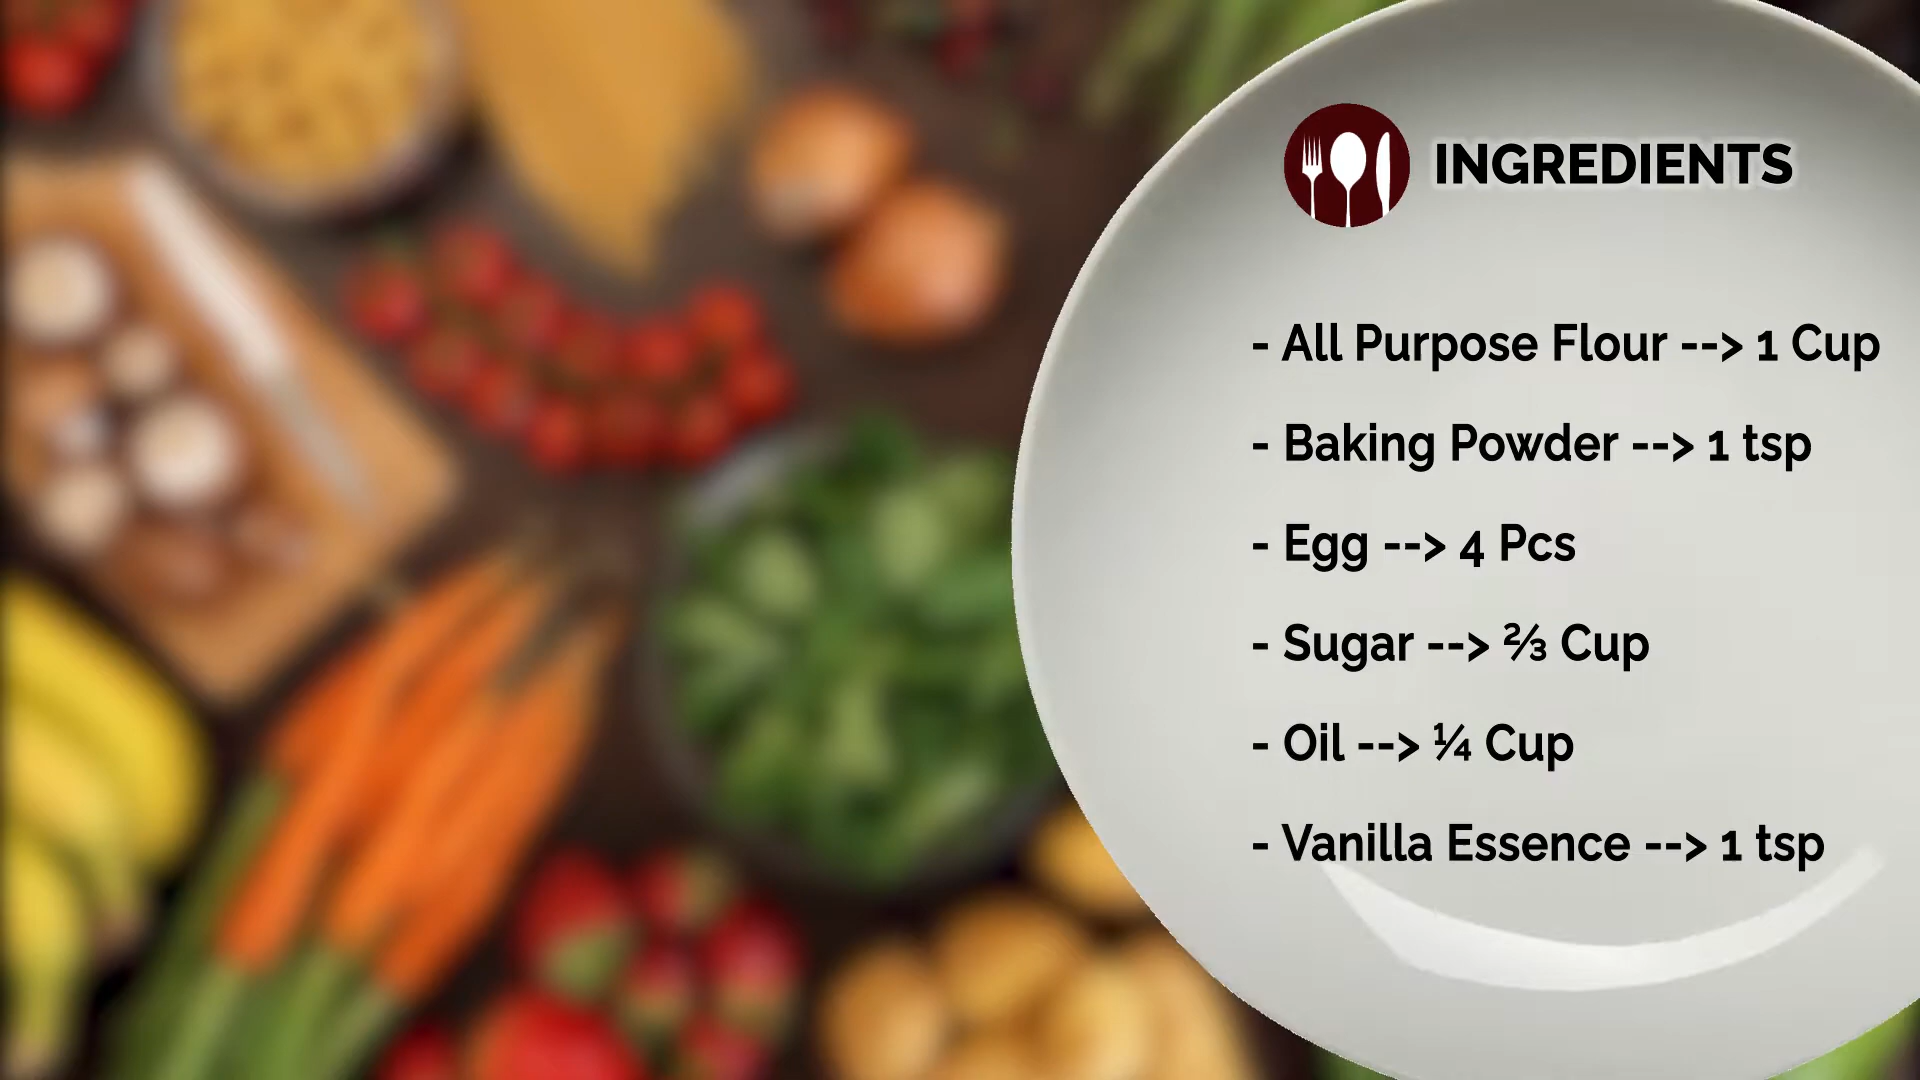 INGREDIENTS
- All Purpose Flour --> 1 Cup
- Baking Powder --> 1 tsp
- Egg --> 4 Pcs
- Sugar --> ⅔ Cup
- Oil --> ¼ Cup
- Vanilla Essence --> 1 tsp